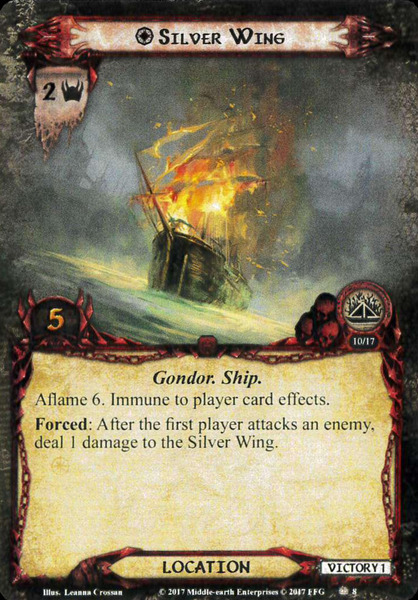 SILVER WING
2
5
10/17
Gondor. Ship.
Aflame 6. Immune to player card effects.
Forced: After the first player attacks an enemy,
deal 1 damage to the Silver Wing.
LOCATION
VICTORY 1
Illus. Leanna Crossan
© 2017 Middle-earth Enterprises © 2017 FFG
8